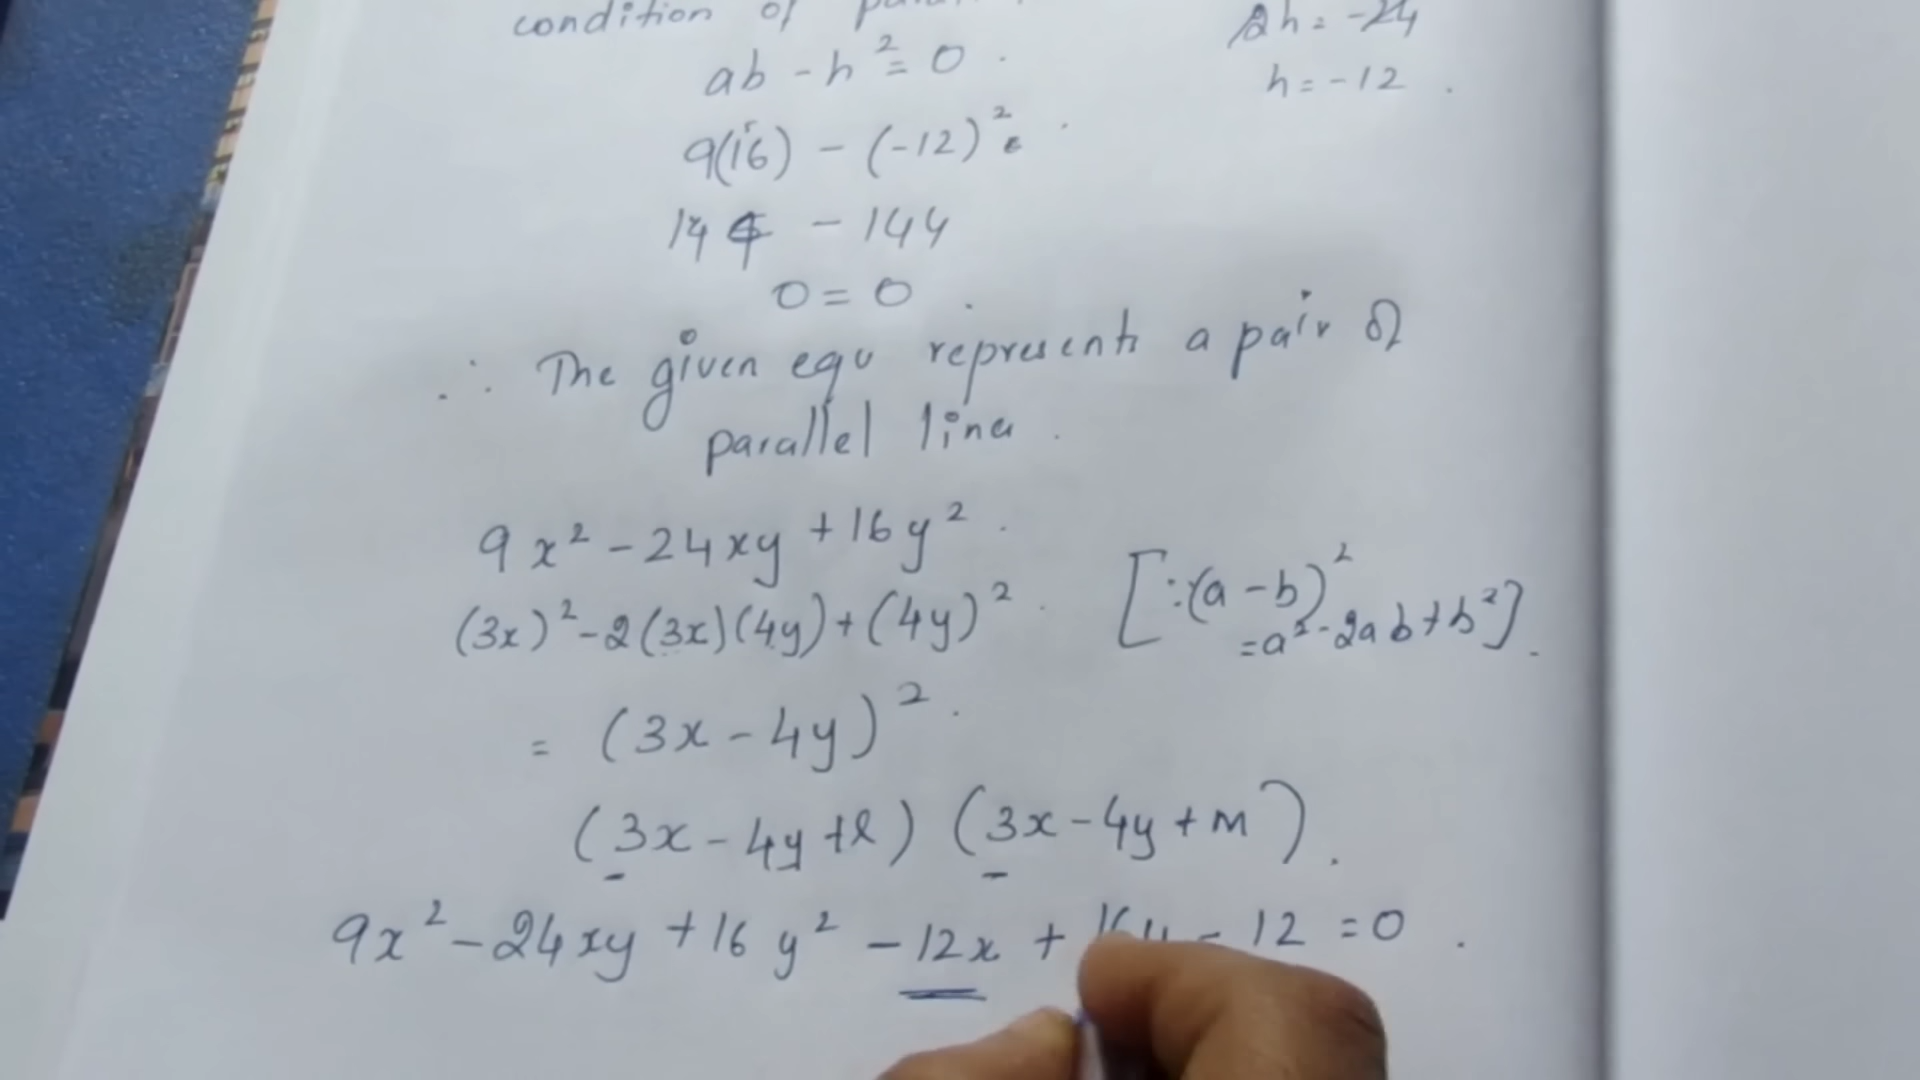 condition of
2h = -24
ab - h² = 0
h = -12
9(16) - (-12)²
144 - 144
0 = 0
∴ The given equ represents a pair of
parallel lines
9x² - 24xy + 16y²
(3x)² - 2(3x)(4y) + (4y)² [∵(a-b)²
=a²-2ab+b²]
= (3x - 4y)²
(3x - 4y + l) (3x - 4y + m)
9x² - 24xy + 16y² - 12x + 16y - 12 = 0